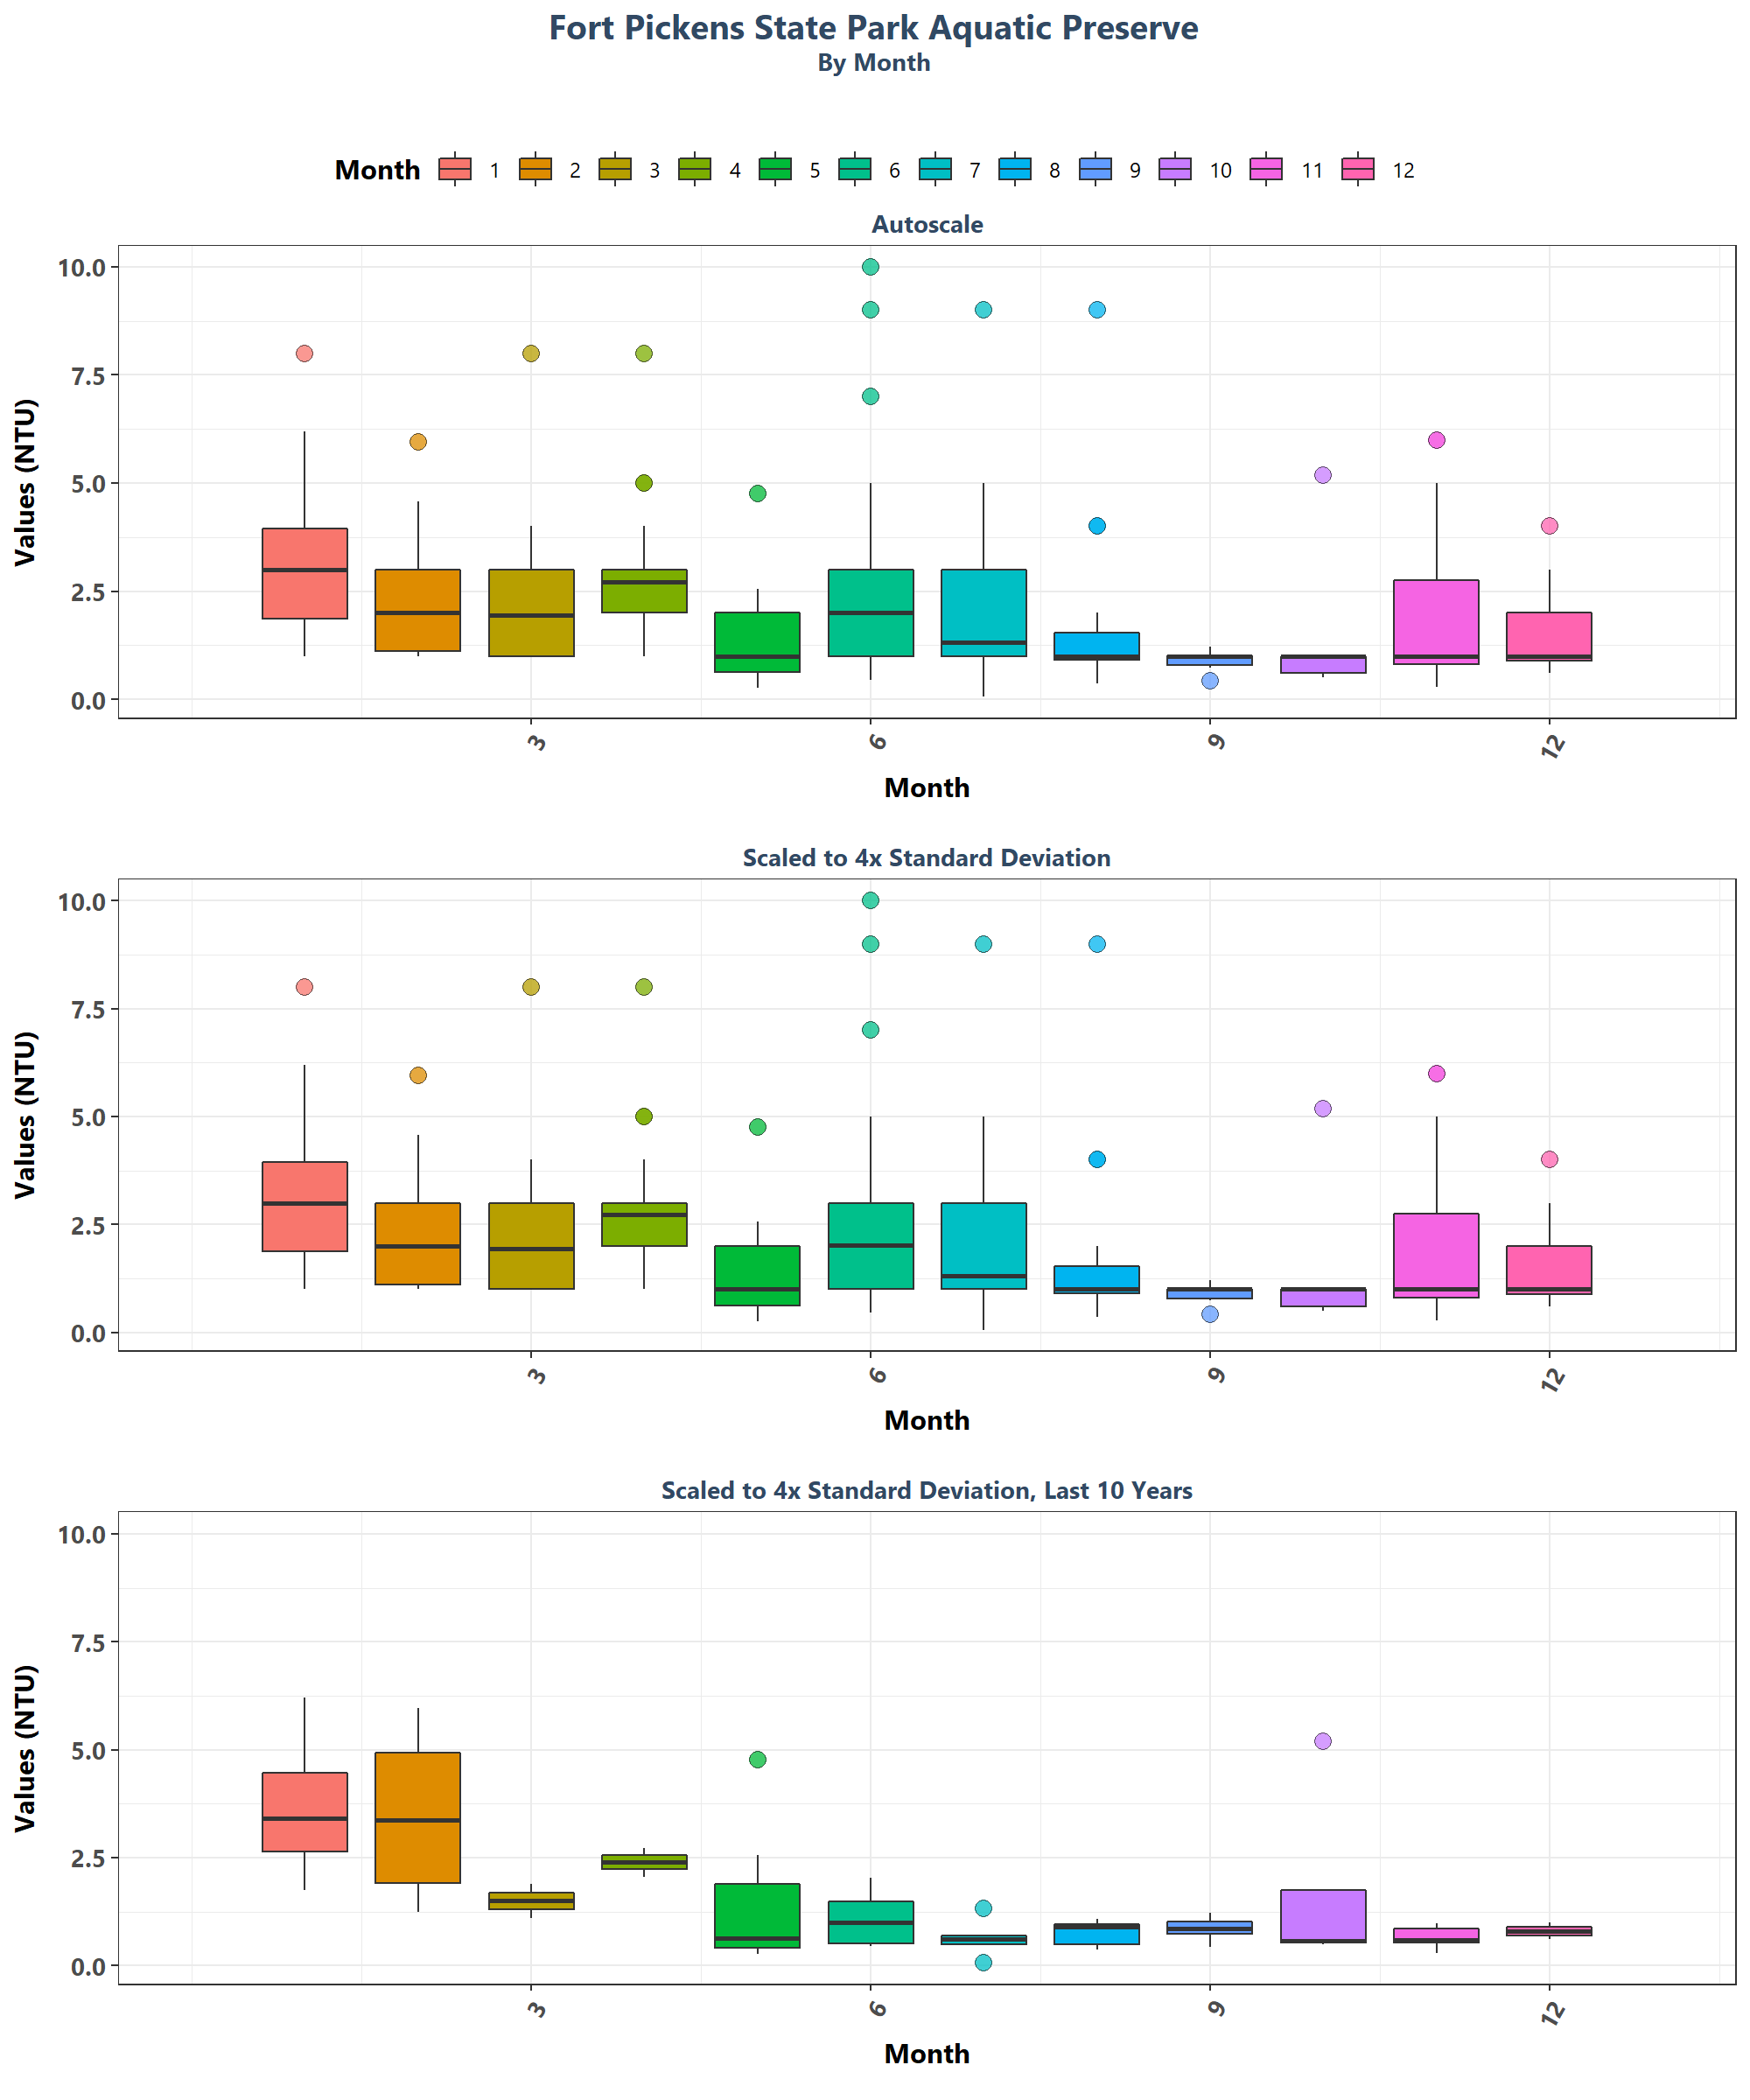 Fort Pickens State Park Aquatic Preserve
By Month
Month 1 2 3 4 5 6 7 8 9 10 11 12
Autoscale
Values (NTU)
10.0
7.5
5.0
2.5
0.0
3 6 9 12
Month
Scaled to 4x Standard Deviation
Values (NTU)
10.0
7.5
5.0
2.5
0.0
3 6 9 12
Month
Scaled to 4x Standard Deviation, Last 10 Years
Values (NTU)
10.0
7.5
5.0
2.5
0.0
3 6 9 12
Month